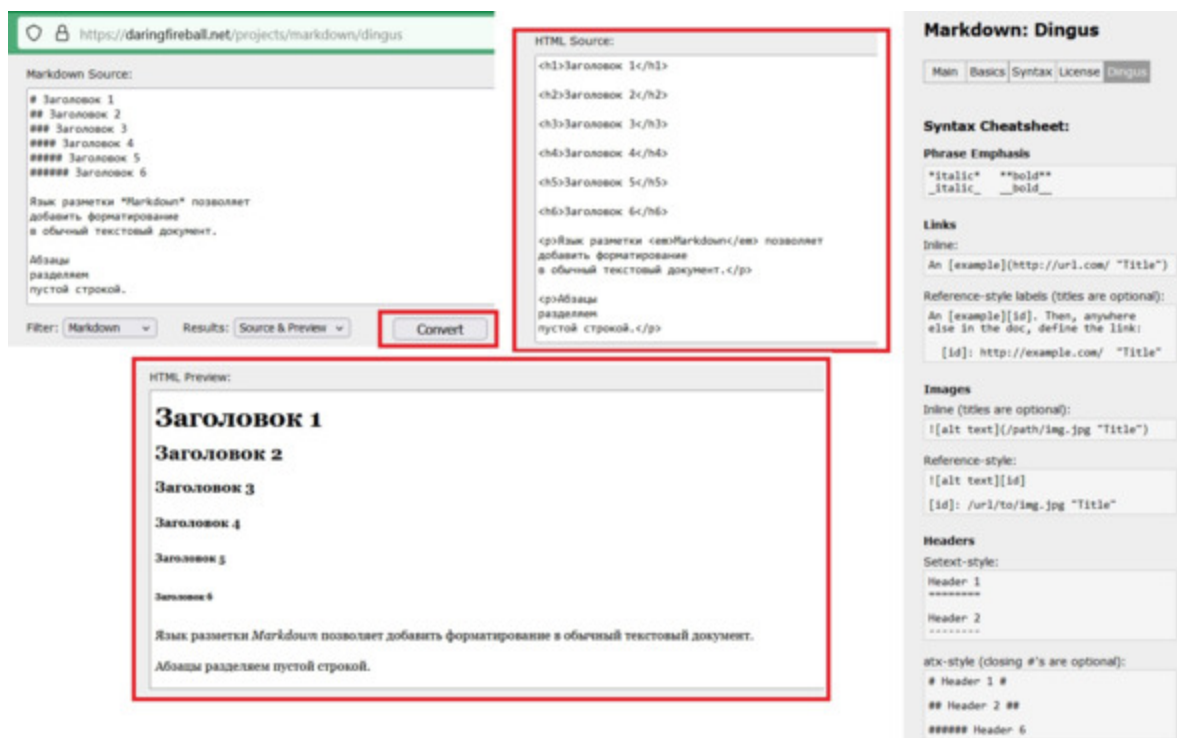 https://daringfireball.net/projects/markdown/dingus
Markdown Source:
# Заголовок 1
## Заголовок 2
### Заголовок 3
#### Заголовок 4
##### Заголовок 5
###### Заголовок 6
Язык разметки *Markdown* позволяет
добавить форматирование
в обычный текстовый документ.
Абзацы
разделяем
пустой строкой.
Filter: Markdown Results: Source & Preview Convert
HTML Source:
<h1>Заголовок 1</h1>
<h2>Заголовок 2</h2>
<h3>Заголовок 3</h3>
<h4>Заголовок 4</h4>
<h5>Заголовок 5</h5>
<h6>Заголовок 6</h6>
<p>Язык разметки <em>Markdown</em> позволяет
добавить форматирование
в обычный текстовый документ.</p>
<p>Абзацы
разделяем
пустой строкой.</p>
HTML Preview:
Заголовок 1
Заголовок 2
Заголовок 3
Заголовок 4
Заголовок 5
Заголовок 6
Язык разметки Markdown позволяет добавить форматирование в обычный текстовый документ.
Абзацы разделяем пустой строкой.
Markdown: Dingus
Main Basics Syntax License Dingus
Syntax Cheatsheet:
Phrase Emphasis
*italic* **bold**
_italic_ __bold__
Links
Inline:
An [example](http://url.com/ "Title")
Reference-style labels (titles are optional):
An [example][id]. Then, anywhere
else in the doc, define the link:
[id]: http://example.com/ "Title"
Images
Inline (titles are optional):
![alt text](/path/img.jpg "Title")
Reference-style:
![alt text][id]
[id]: /url/to/img.jpg "Title"
Headers
Setext-style:
Header 1
========
Header 2
--------
atx-style (closing #'s are optional):
# Header 1 #
## Header 2 ##
###### Header 6